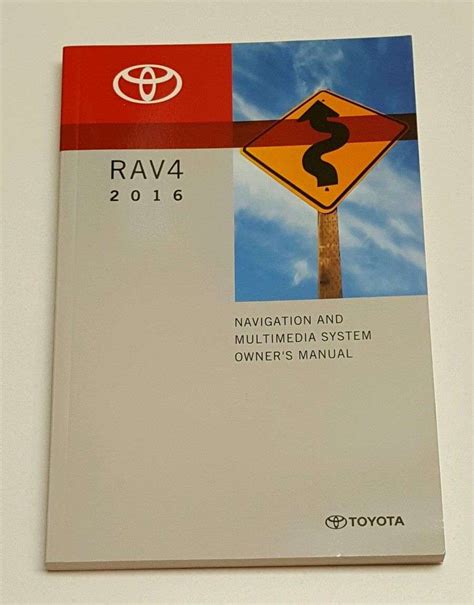 RAV4
2016
NAVIGATION AND
MULTIMEDIA SYSTEM
OWNER'S MANUAL
TOYOTA